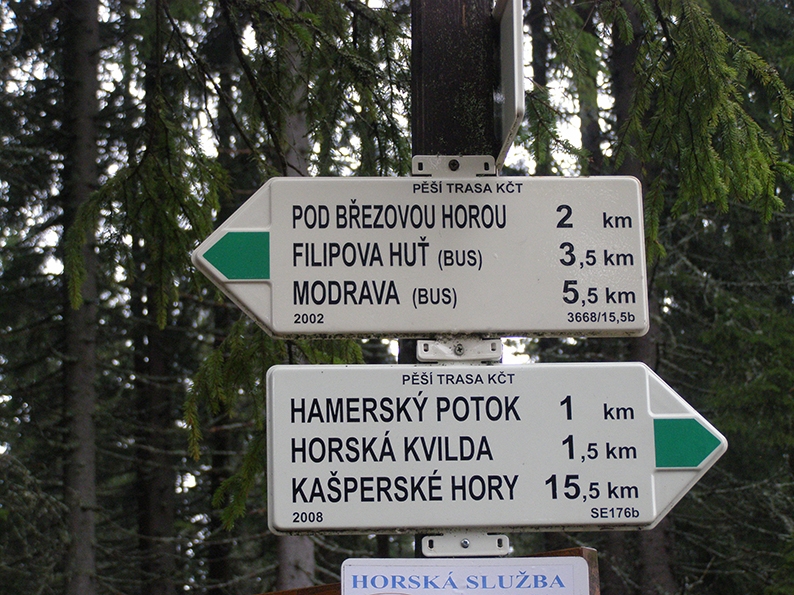 PĚŠÍ TRASA KČT
POD BŘEZOVOU HOROU 2 km
FILIPOVA HUŤ (BUS) 3,5 km
MODRAVA (BUS) 5,5 km
2002 3668/15,5b
PĚŠÍ TRASA KČT
HAMERSKÝ POTOK 1 km
HORSKÁ KVILDA 1,5 km
KAŠPERSKÉ HORY 15,5 km
2008 SE176b
HORSKÁ SLUŽBA